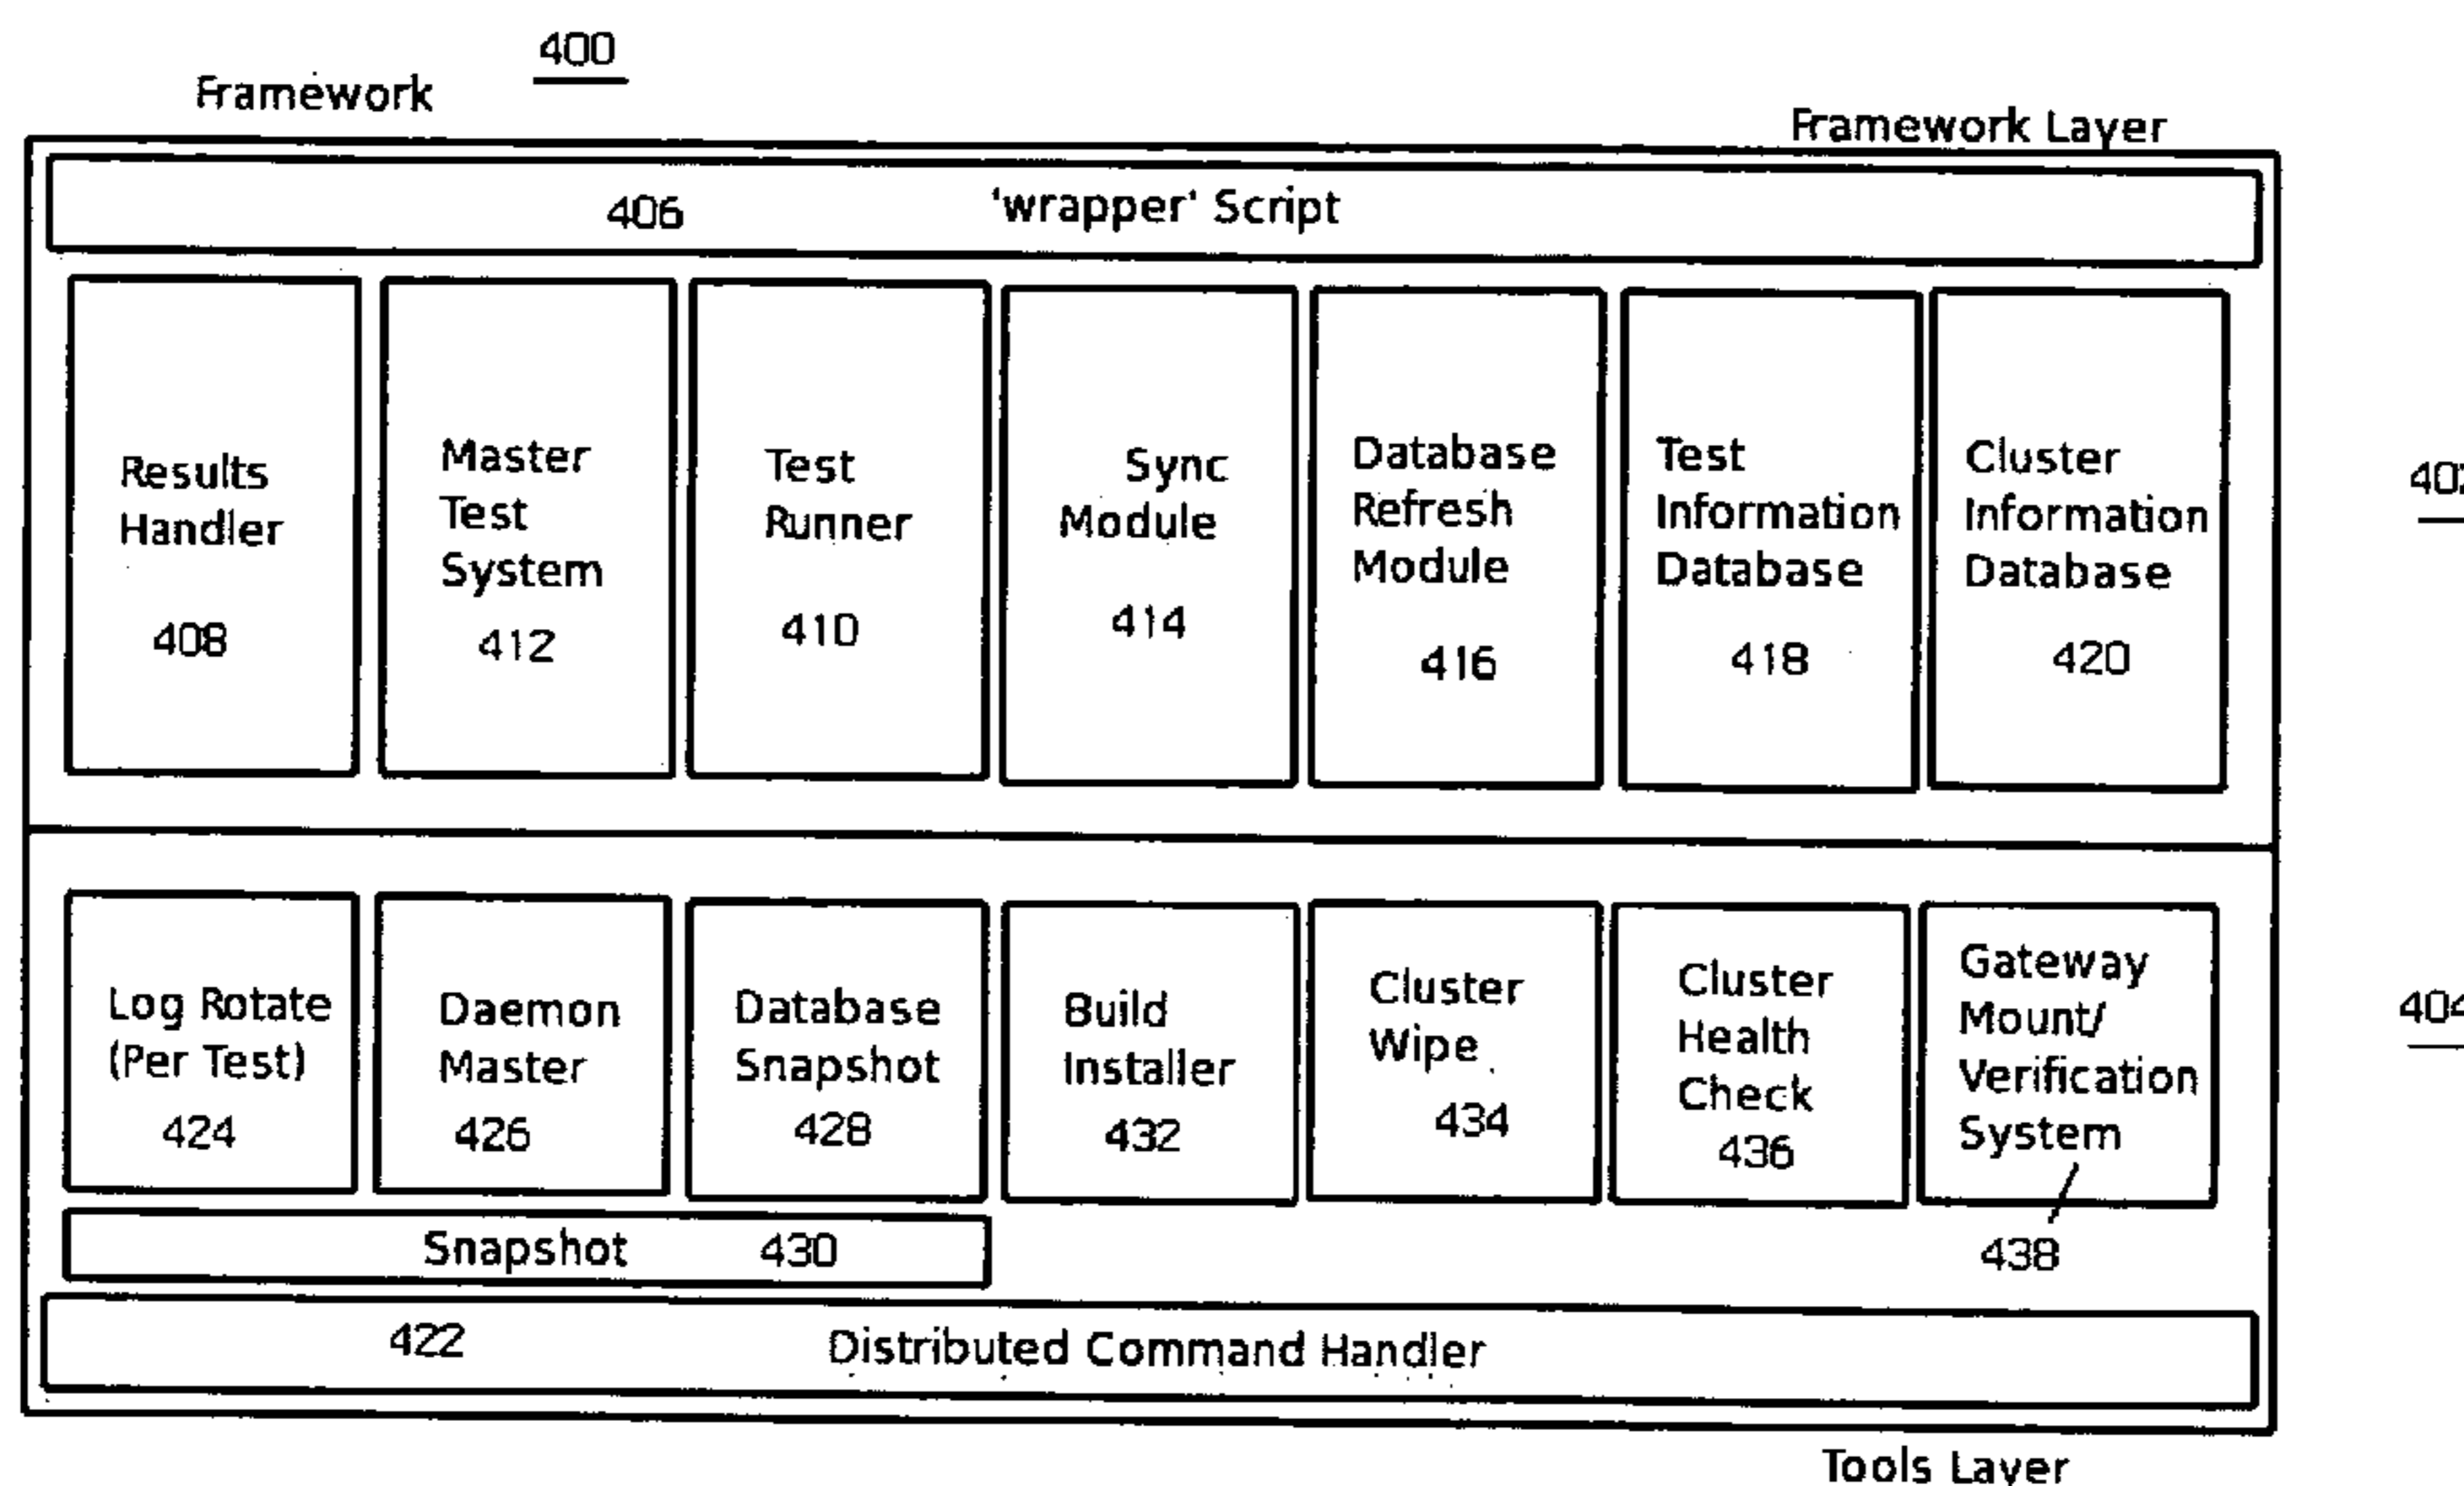 400
Framework
Framework Layer
406 'wrapper' Script
Results
Handler
408
Master
Test
System
412
Test
Runner
410
Sync
Module
414
Database
Refresh
Module
416
Test
Information
Database
418
Cluster
Information
Database
420
402
Log Rotate
(Per Test)
424
Daemon
Master
426
Database
Snapshot
428
Build
Installer
432
Cluster
Wipe
434
Cluster
Health
Check
436
Gateway
Mount/
Verification
System
438
404
Snapshot 430
422 Distributed Command Handler
Tools Layer